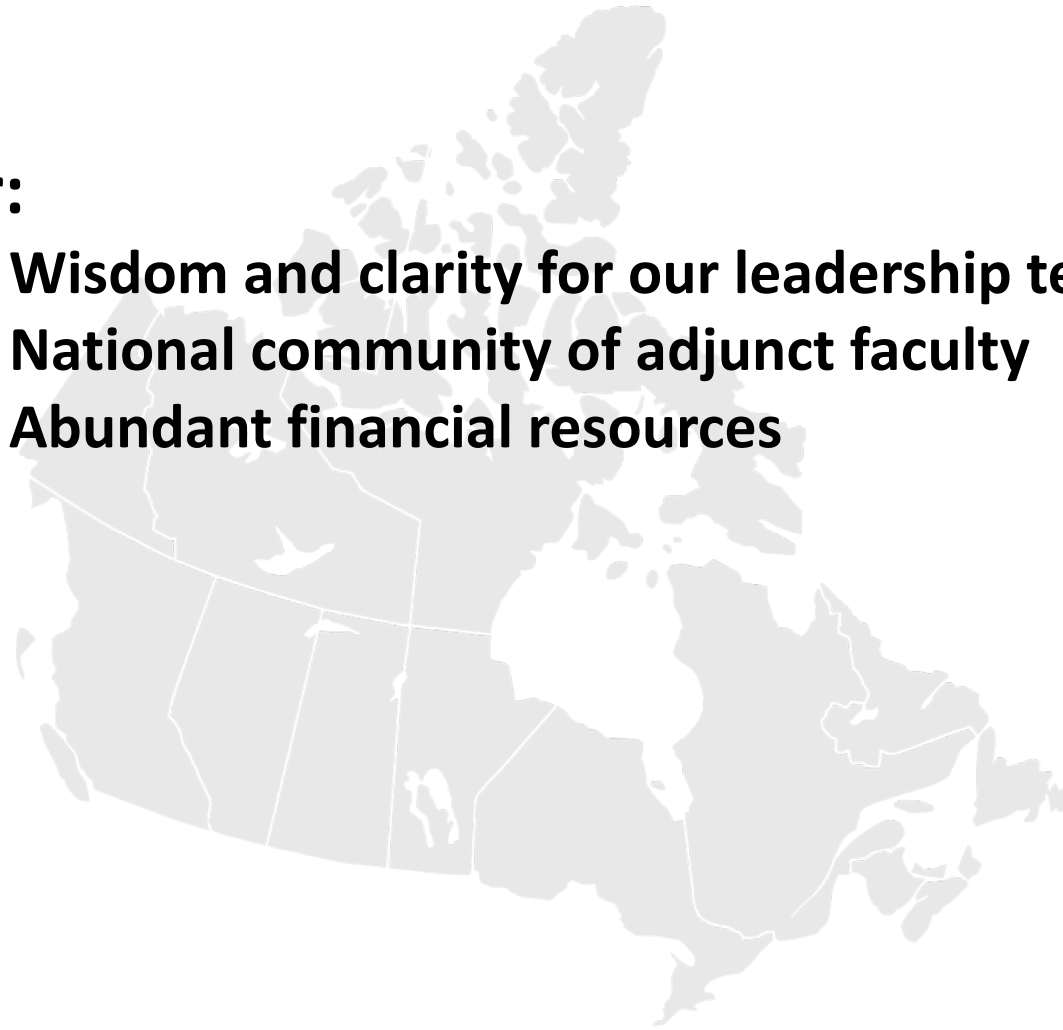 :
Wisdom and clarity for our leadership
National community of adjunct faculty
Abundant financial resources